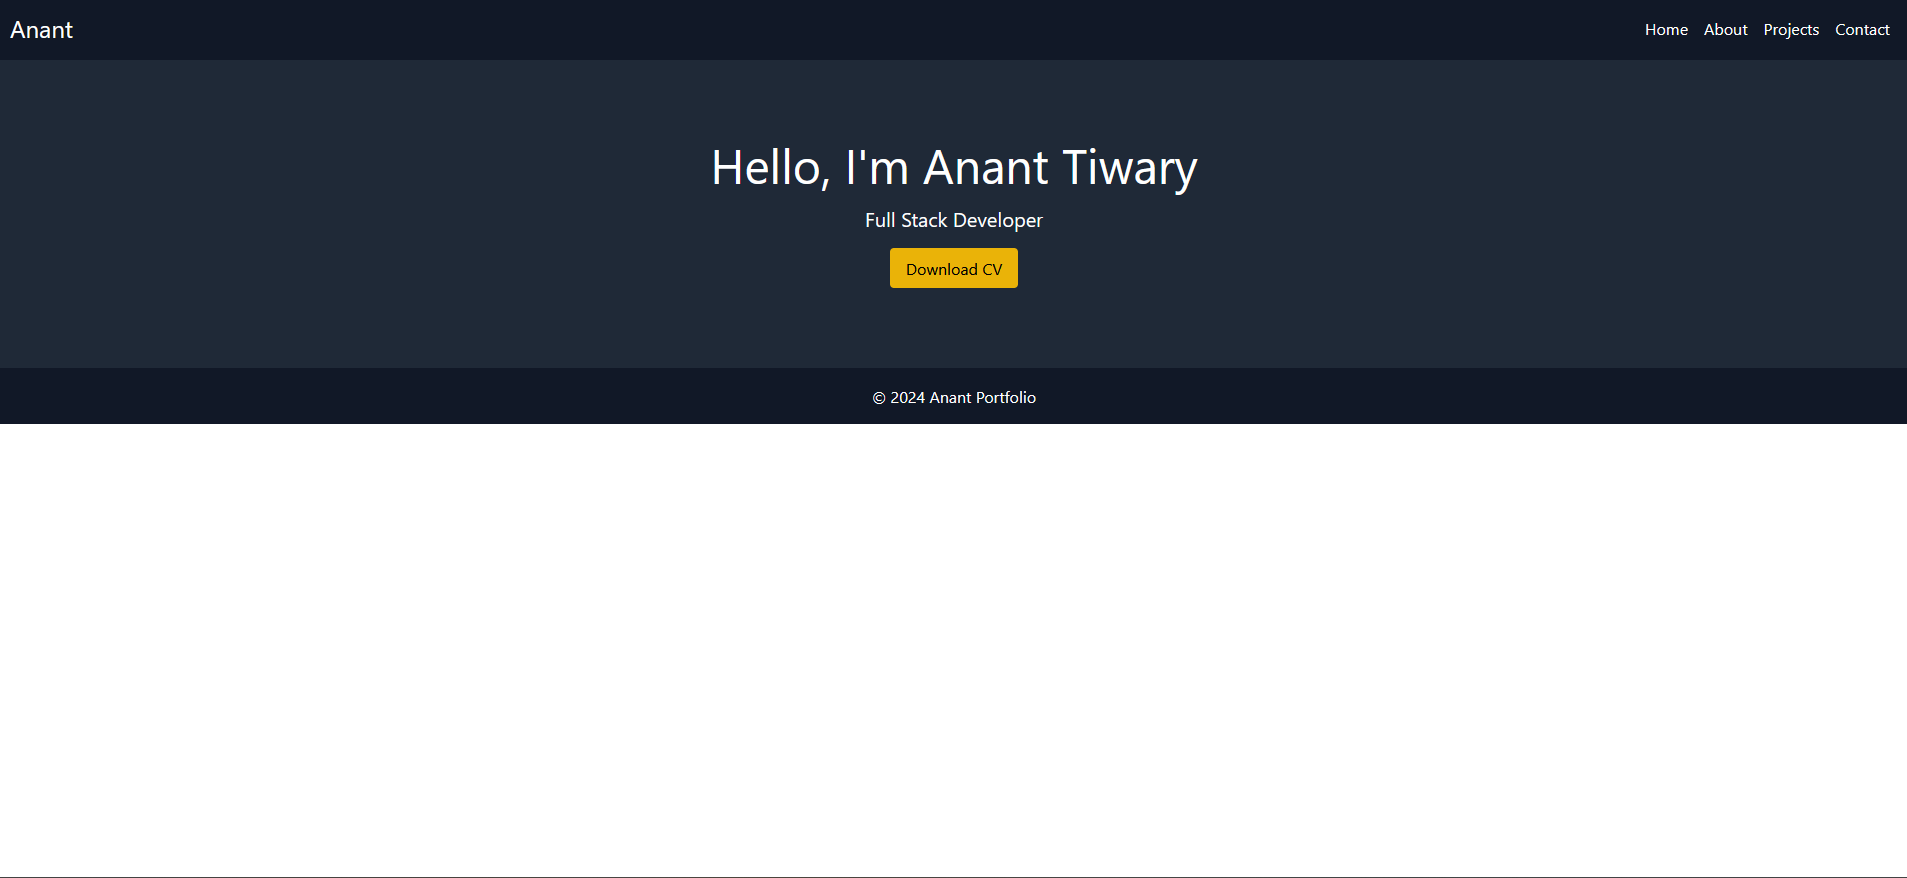 Anant
Home About Projects Contact
Hello, I'm Anant Tiwary
Full Stack Developer
Download CV
© 2024 Anant Portfolio